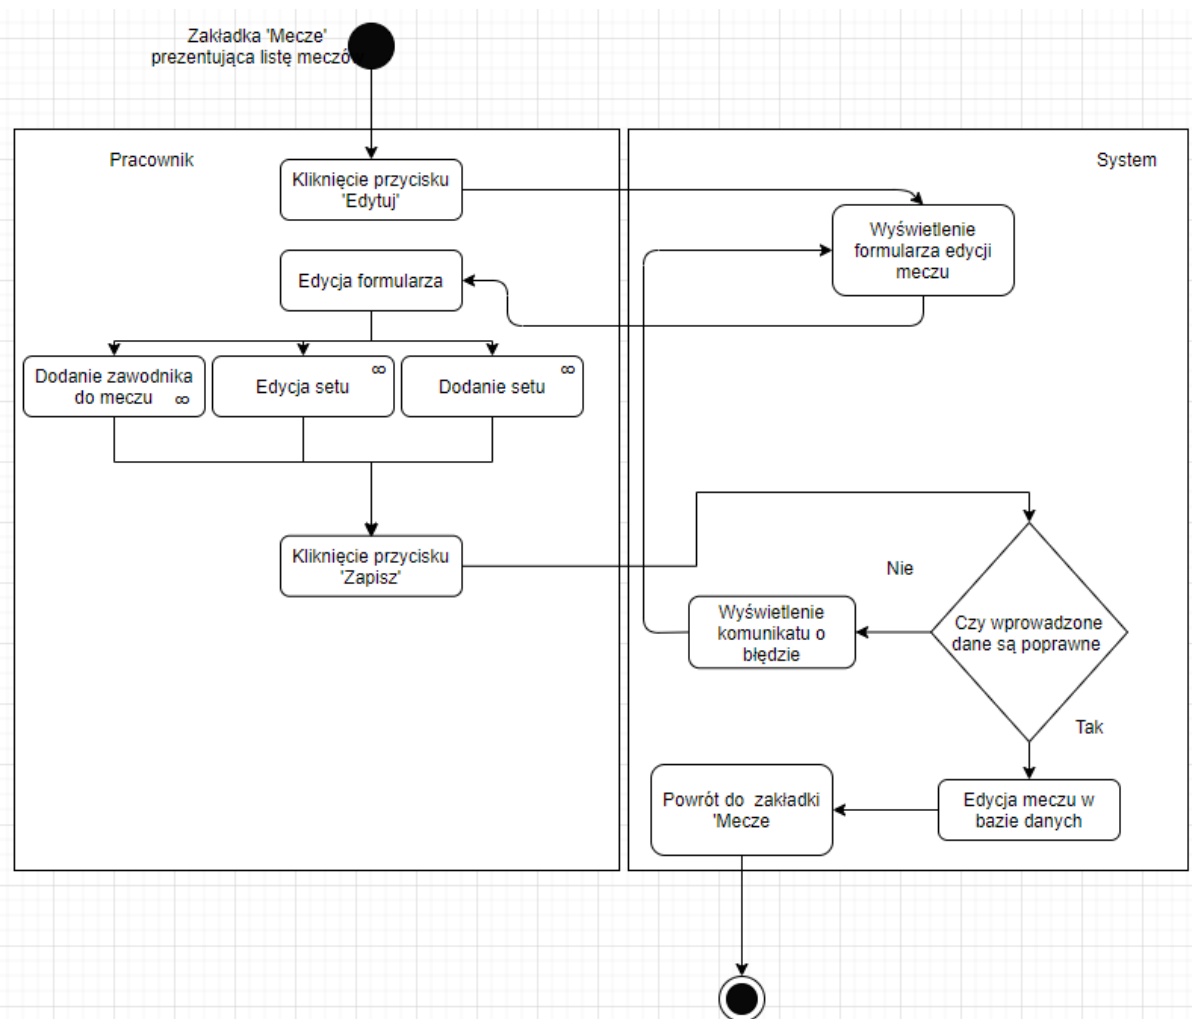 Zakładka 'Mecze'
prezentująca listę meczó
Pracownik
System
Kliknięcie przycisku
'Edytuj'
Wyświetlenie
formularza edycji
meczu
Edycja formularza
Dodanie zawodnika
do meczu ∞
Edycja setu ∞
Dodanie setu ∞
Kliknięcie przycisku
'Zapisz'
Nie
Wyświetlenie
komunikatu o
błędzie
Czy wprowadzone
dane są poprawne
Tak
Powrót do zakładki
'Mecze
Edycja meczu w
bazie danych